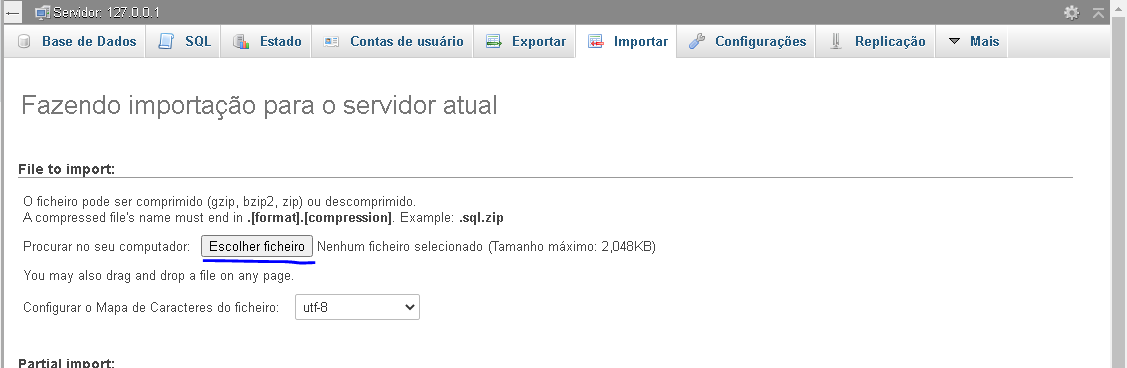 Servidor: 127.0.0.1
Base de Dados SQL Estado Contas de usuário Exportar Importar Configurações Replicação Mais
Fazendo importação para o servidor atual
File to import:
O ficheiro pode ser comprimido (gzip, bzip2, zip) ou descomprimido.
A compressed file's name must end in .[format].[compression]. Example: .sql.zip
Procurar no seu computador: Escolher ficheiro Nenhum ficheiro selecionado (Tamanho máximo: 2,048KB)
You may also drag and drop a file on any page.
Configurar o Mapa de Caracteres do ficheiro: utf-8
Partial import: